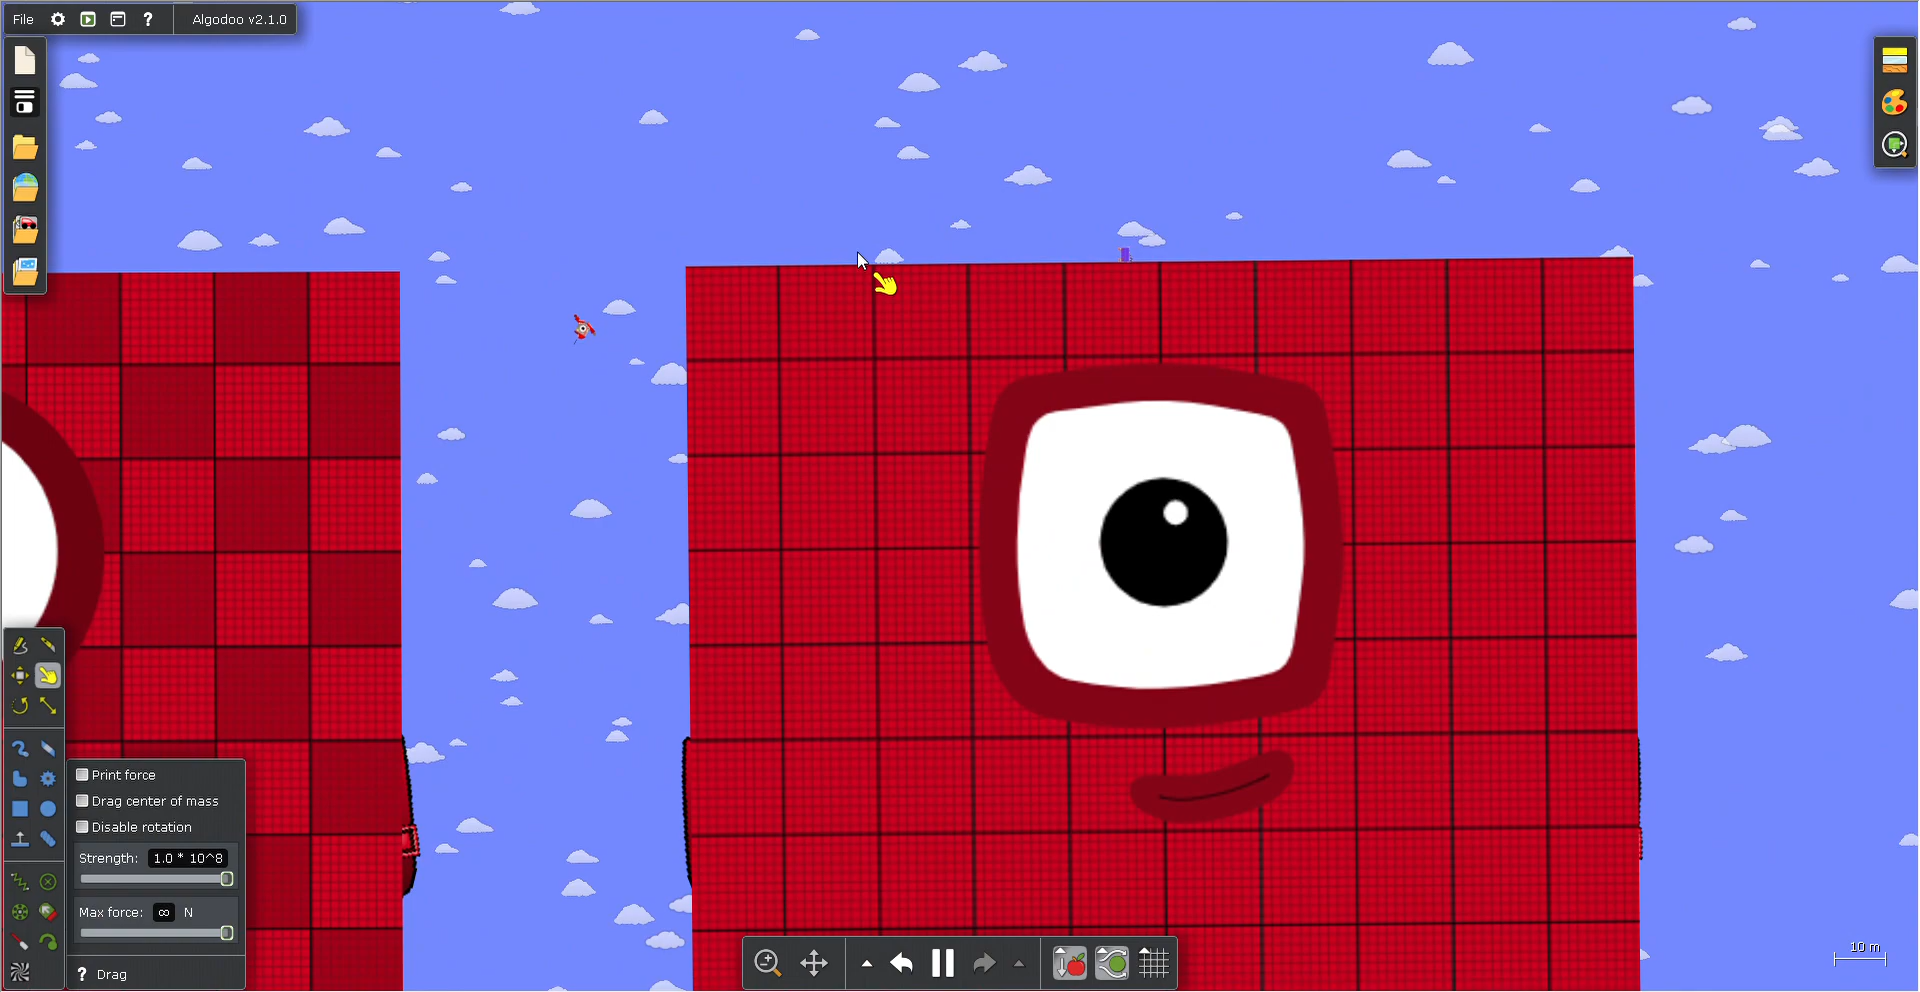 File ? Algodoo v2.1.0
Print force
Drag center of mass
Disable rotation
Strength: 1.0 * 10^8
Max force: ∞ N
? Drag
10 m